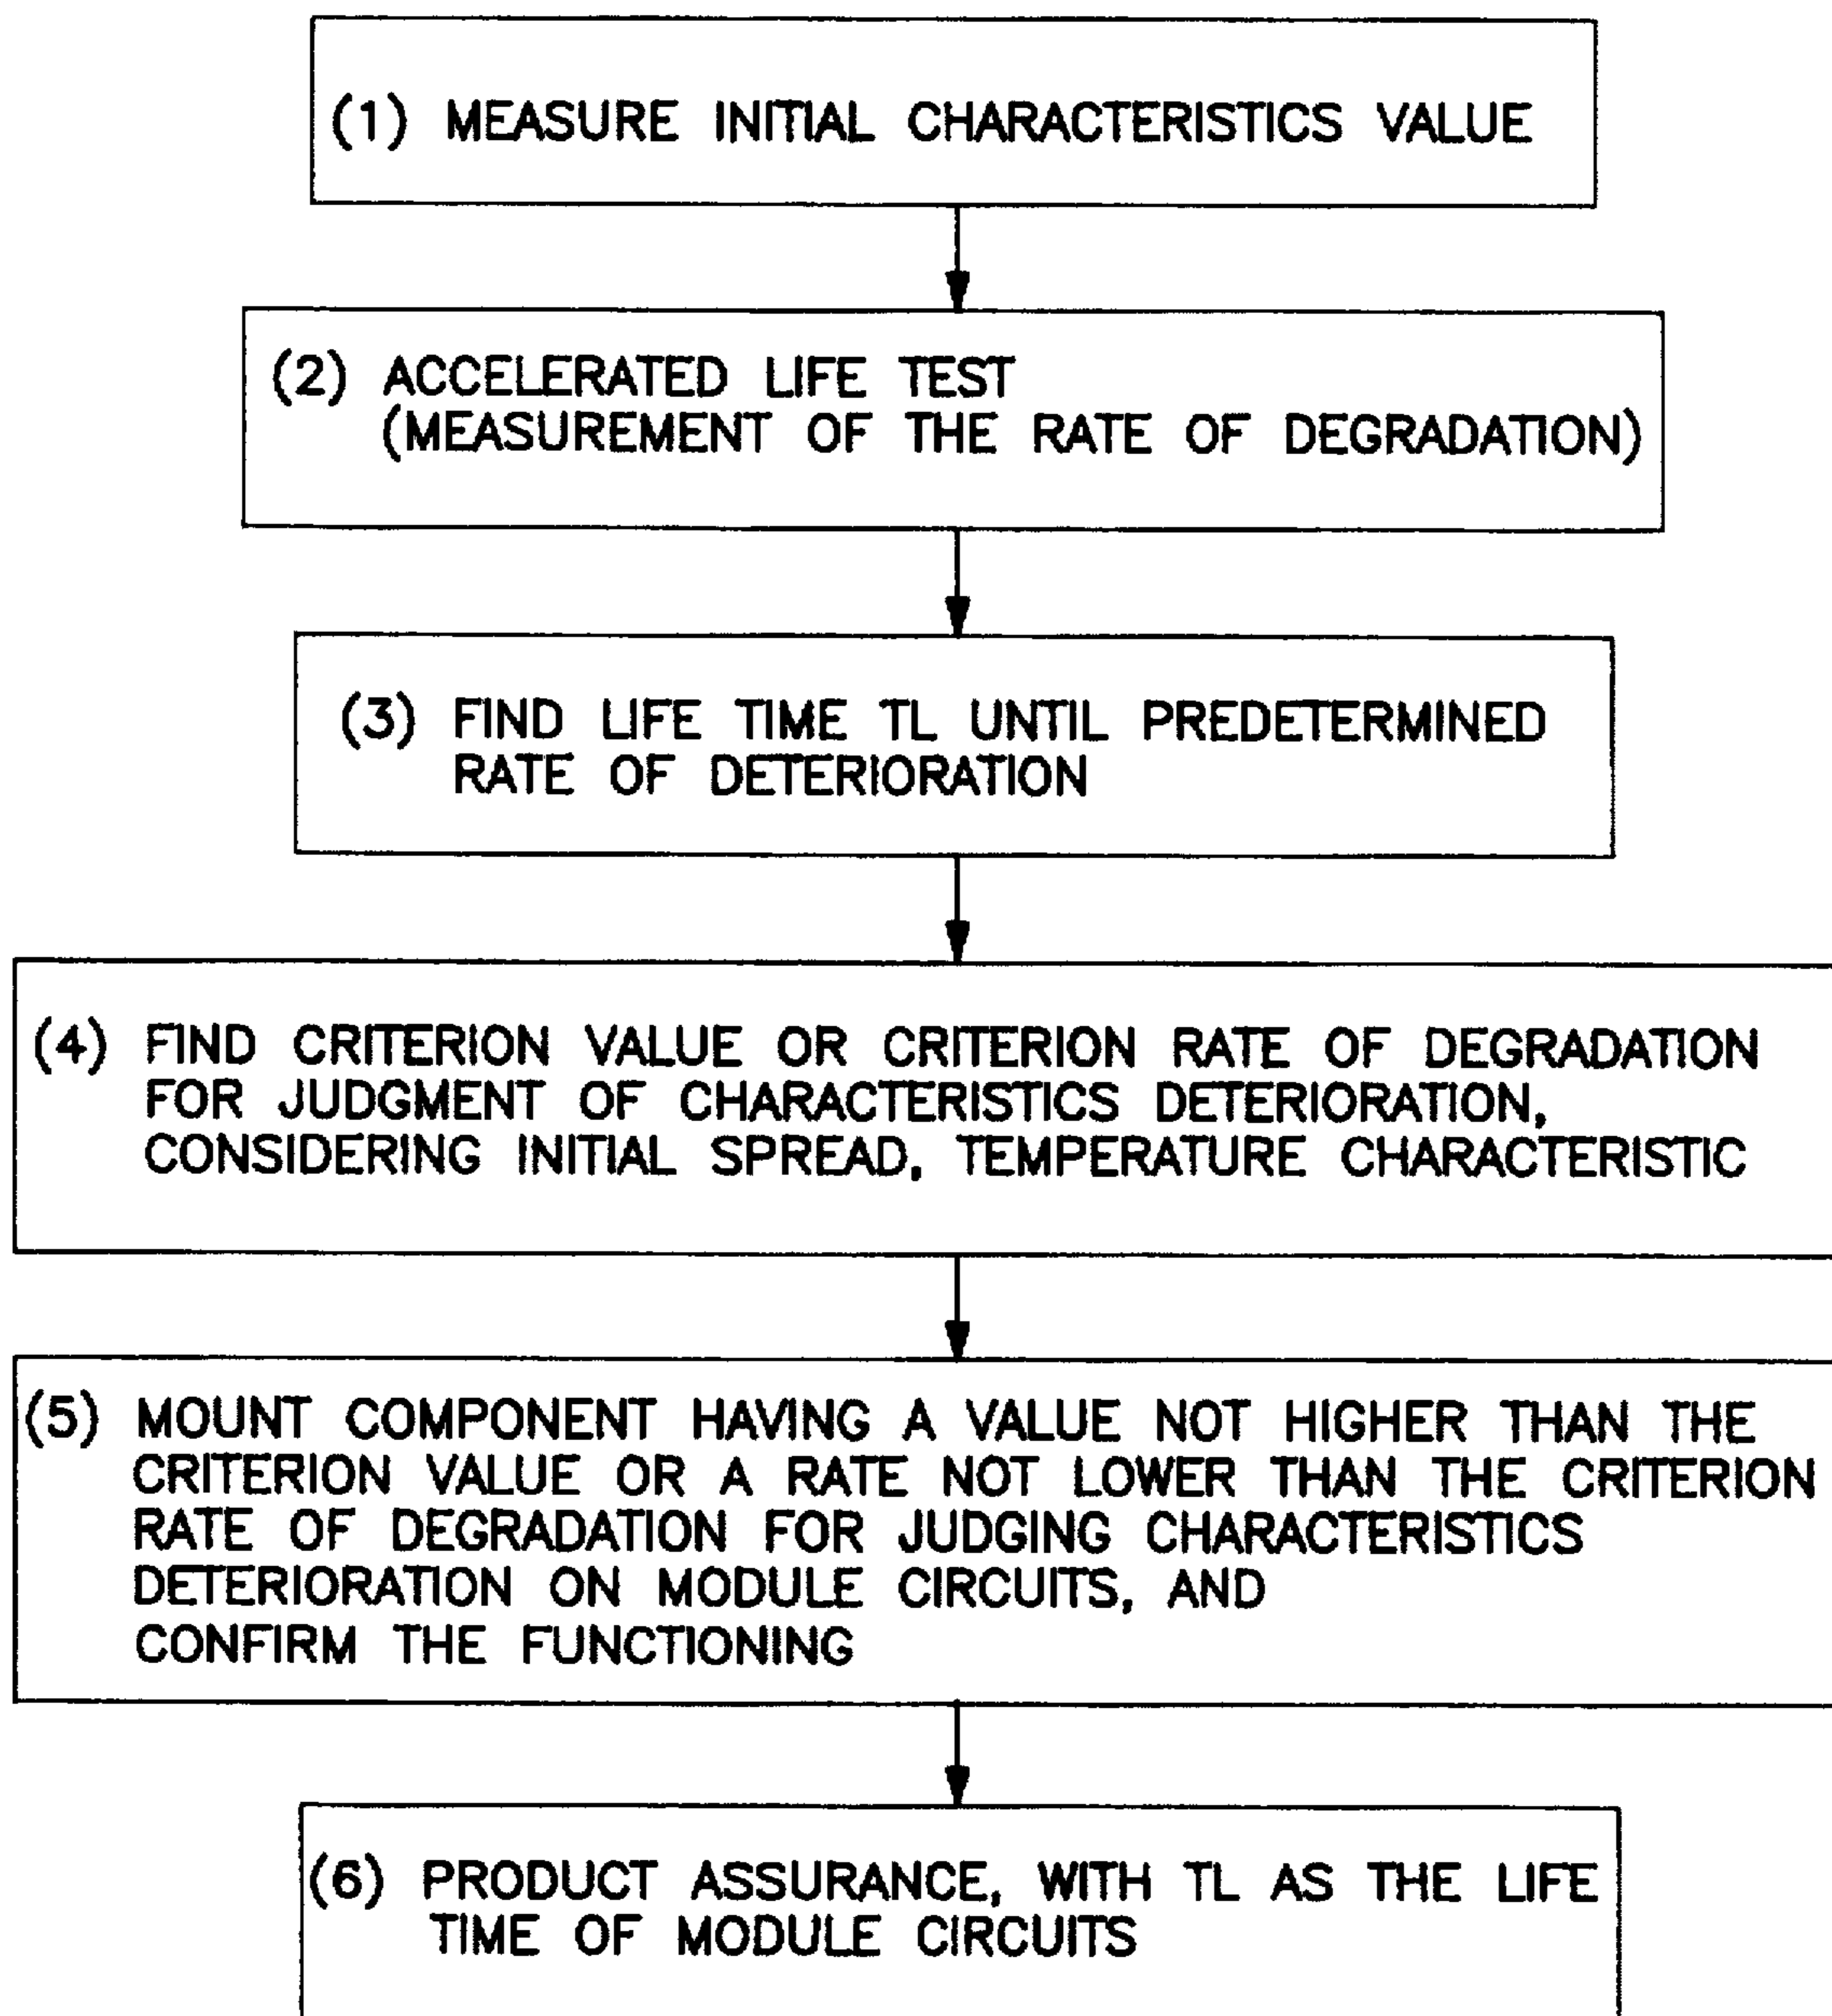 (1) MEASURE INITIAL CHARACTERISTICS VALUE
(2) ACCELERATED LIFE TEST
(MEASUREMENT OF THE RATE OF DEGRADATION)
(3) FIND LIFE TIME TL UNTIL PREDETERMINED
RATE OF DETERIORATION
(4) FIND CRITERION VALUE OR CRITERION RATE OF DEGRADATION
FOR JUDGMENT OF CHARACTERISTICS DETERIORATION,
CONSIDERING INITIAL SPREAD, TEMPERATURE CHARACTERISTIC
(5) MOUNT COMPONENT HAVING A VALUE NOT HIGHER THAN THE
CRITERION VALUE OR A RATE NOT LOWER THAN THE CRITERION
RATE OF DEGRADATION FOR JUDGING CHARACTERISTICS
DETERIORATION ON MODULE CIRCUITS, AND
CONFIRM THE FUNCTIONING
(6) PRODUCT ASSURANCE, WITH TL AS THE LIFE
TIME OF MODULE CIRCUITS